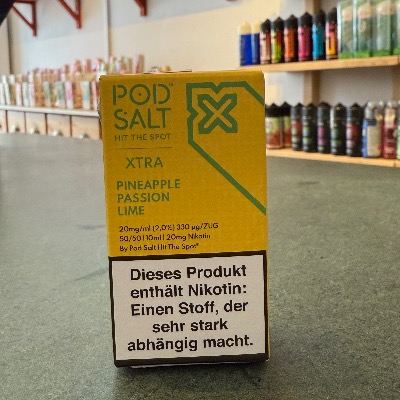 POD
SALT
HIT THE SPOT
XTRA
PINEAPPLE
PASSION
LIME
20mg/ml (2,0%) 330 µg/ZUG
50/50 | 10ml | 20mg Nikotin
By Pod Salt Hit The Spot®
Dieses Produkt
enthält Nikotin:
Einen Stoff, der
sehr stark
abhängig macht.